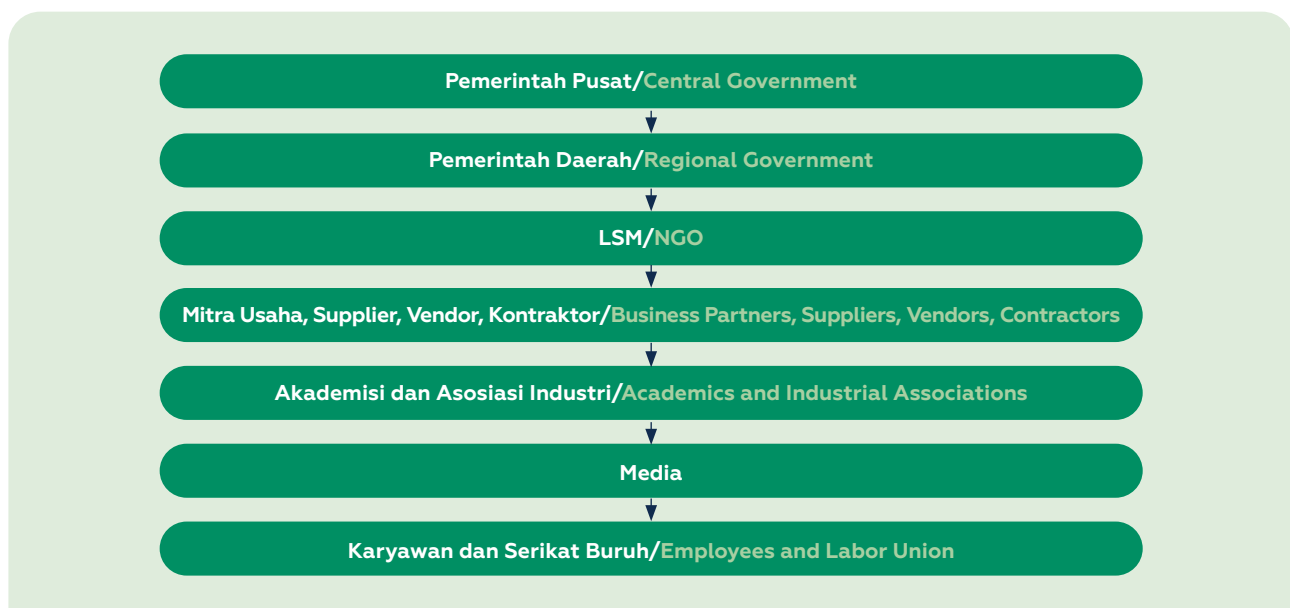 Pemerintah Pusat/Central Government
Pemerintah Daerah/Regional Government
LSM/NGO
Mitra Usaha, Supplier, Vendor, Kontraktor/Business Partners, Suppliers, Vendors, Contractors
Akademisi dan Asosiasi Industri/Academics and Industrial Associations
Media
Karyawan dan Serikat Buruh/Employees and Labor Union